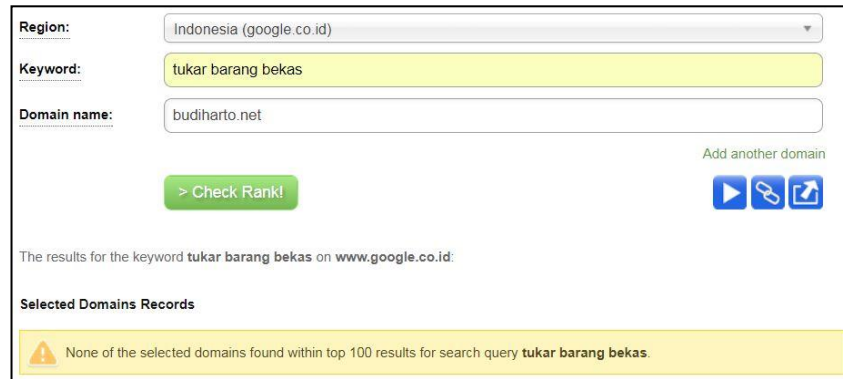 Region: Indonesia (google.co.id)
Keyword: tukar barang bekas
Domain name: budiharto.net
Add another domain
> Check Rank!
The results for the keyword tukar barang bekas on www.google.co.id:
Selected Domains Records
None of the selected domains found within top 100 results for search query tukar barang bekas.